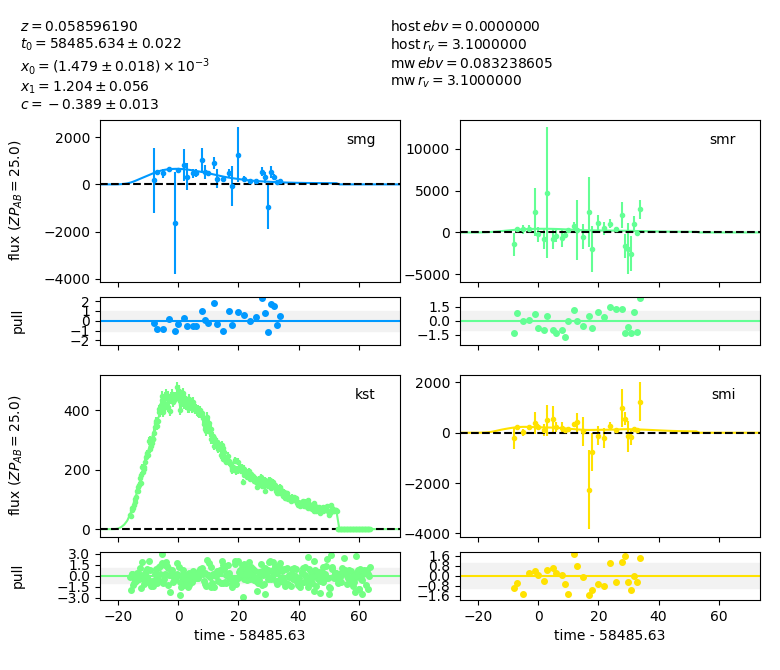 z = 0.058596190
t0 = 58485.634 ± 0.022
x0 = (1.479 ± 0.018) × 10^−3
x1 = 1.204 ± 0.056
c = −0.389 ± 0.013
host ebv = 0.0000000
host rv = 3.1000000
mw ebv = 0.083238605
mw rv = 3.1000000
smg
2000
0
−2000
−4000
flux (ZPAB = 25.0)
smr
10000
5000
0
−5000
2
1
0
−1
−2
pull
1.5
0.0
−1.5
kst
400
200
0
flux (ZPAB = 25.0)
smi
2000
0
−2000
−4000
3.0
1.5
0.0
−1.5
−3.0
pull
−20 0 20 40 60
time - 58485.63
1.6
0.8
0.0
−0.8
−1.6
−20 0 20 40 60
time - 58485.63